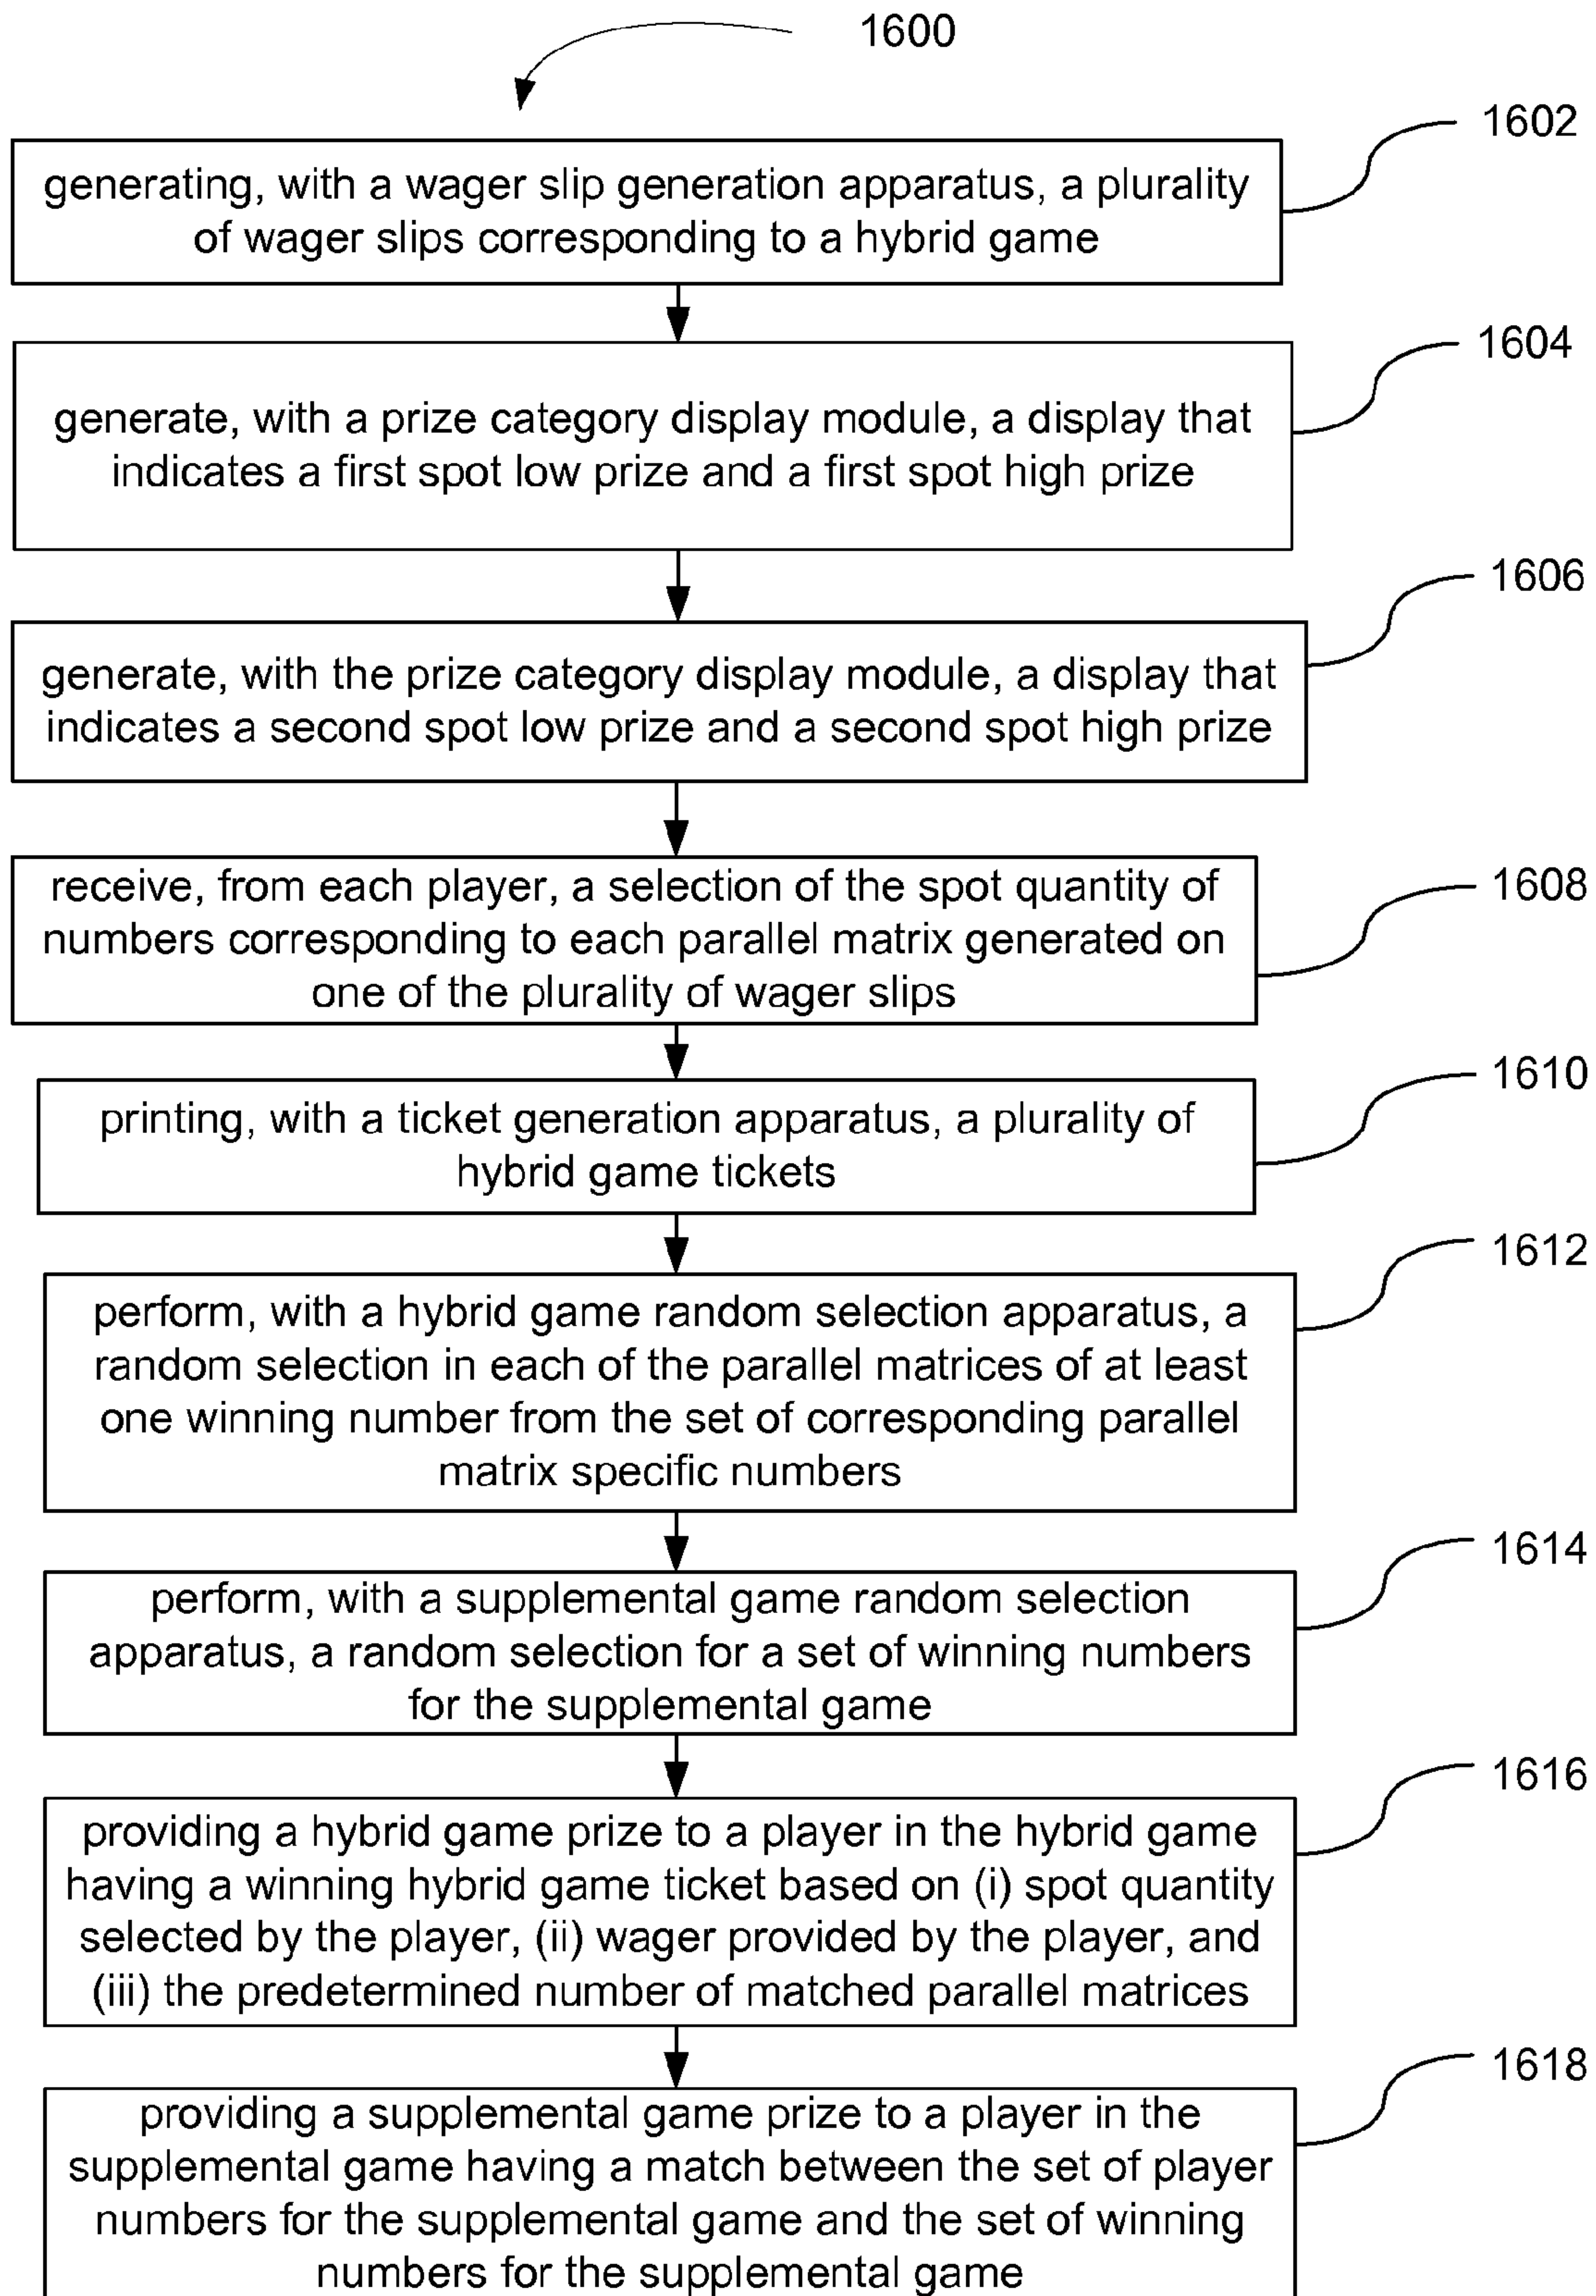 1600
1602
generating, with a wager slip generation apparatus, a plurality
of wager slips corresponding to a hybrid game
1604
generate, with a prize category display module, a display that
indicates a first spot low prize and a first spot high prize
1606
generate, with the prize category display module, a display that
indicates a second spot low prize and a second spot high prize
1608
receive, from each player, a selection of the spot quantity of
numbers corresponding to each parallel matrix generated on
one of the plurality of wager slips
1610
printing, with a ticket generation apparatus, a plurality of
hybrid game tickets
1612
perform, with a hybrid game random selection apparatus, a
random selection in each of the parallel matrices of at least
one winning number from the set of corresponding parallel
matrix specific numbers
1614
perform, with a supplemental game random selection
apparatus, a random selection for a set of winning numbers
for the supplemental game
1616
providing a hybrid game prize to a player in the hybrid game
having a winning hybrid game ticket based on (i) spot quantity
selected by the player, (ii) wager provided by the player, and
(iii) the predetermined number of matched parallel matrices
1618
providing a supplemental game prize to a player in the
supplemental game having a match between the set of player
numbers for the supplemental game and the set of winning
numbers for the supplemental game